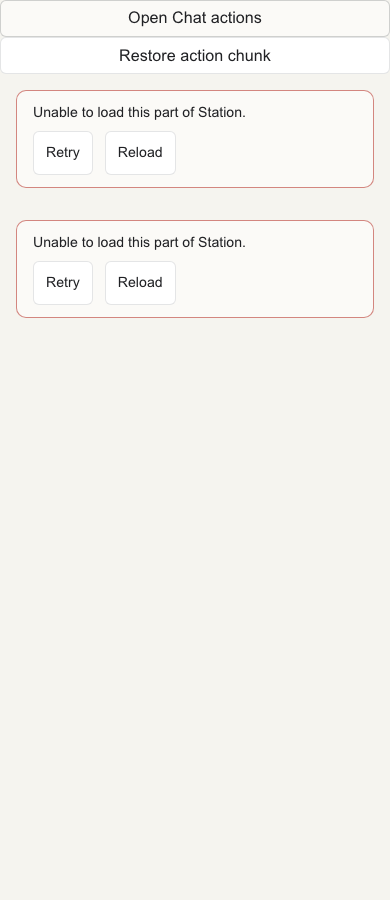 Open Chat actions
Restore action chunk
Unable to load this part of Station.
Retry Reload
Unable to load this part of Station.
Retry Reload